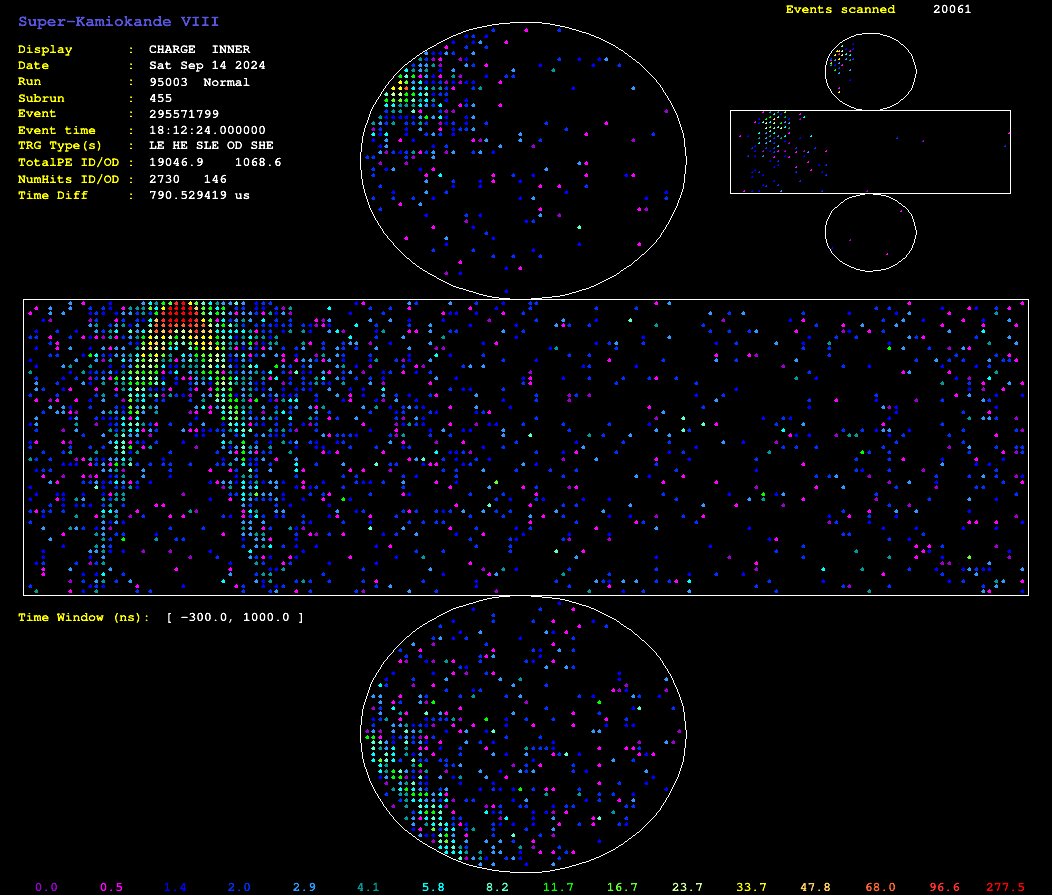 Super-Kamiokande VIII
Events scanned 20061
Display : CHARGE INNER
Date : Sat Sep 14 2024
Run : 95003 Normal
Subrun : 455
Event : 295571799
Event time : 18:12:24.000000
TRG Type(s) : LE HE SLE OD SHE
TotalPE ID/OD : 19046.9 1068.6
NumHits ID/OD : 2730 146
Time Diff : 790.529419 us
Time Window (ns): [ -300.0, 1000.0 ]
0.0 0.5 1.4 2.0 2.9 4.1 5.8 8.2 11.7 16.7 23.7 33.7 47.8 68.0 96.6 277.5